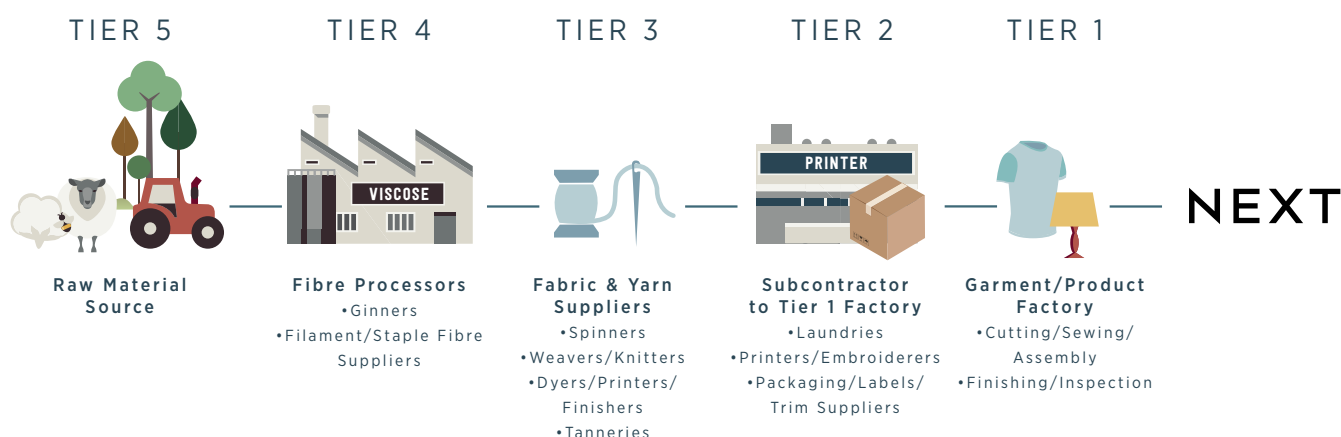 TIER 5
TIER 4
TIER 3
TIER 2
TIER 1
VISCOSE
PRINTER
NEXT
Raw Material
Source
Fibre Processors
•Ginners
•Filament/Staple Fibre
Suppliers
Fabric & Yarn
Suppliers
•Spinners
•Weavers/Knitters
•Dyers/Printers/
Finishers
•Tanneries
Subcontractor
to Tier 1 Factory
•Laundries
•Printers/Embroiderers
•Packaging/Labels/
Trim Suppliers
Garment/Product
Factory
•Cutting/Sewing/
Assembly
•Finishing/Inspection